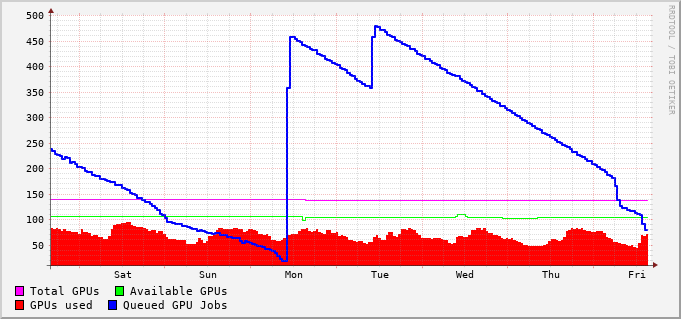 500
450
400
350
300
250
200
150
100
50
Sat Sun Mon Tue Wed Thu Fri
Total GPUs Available GPUs
GPUs used Queued GPU Jobs
RRDTOOL / TOBI OETIKER